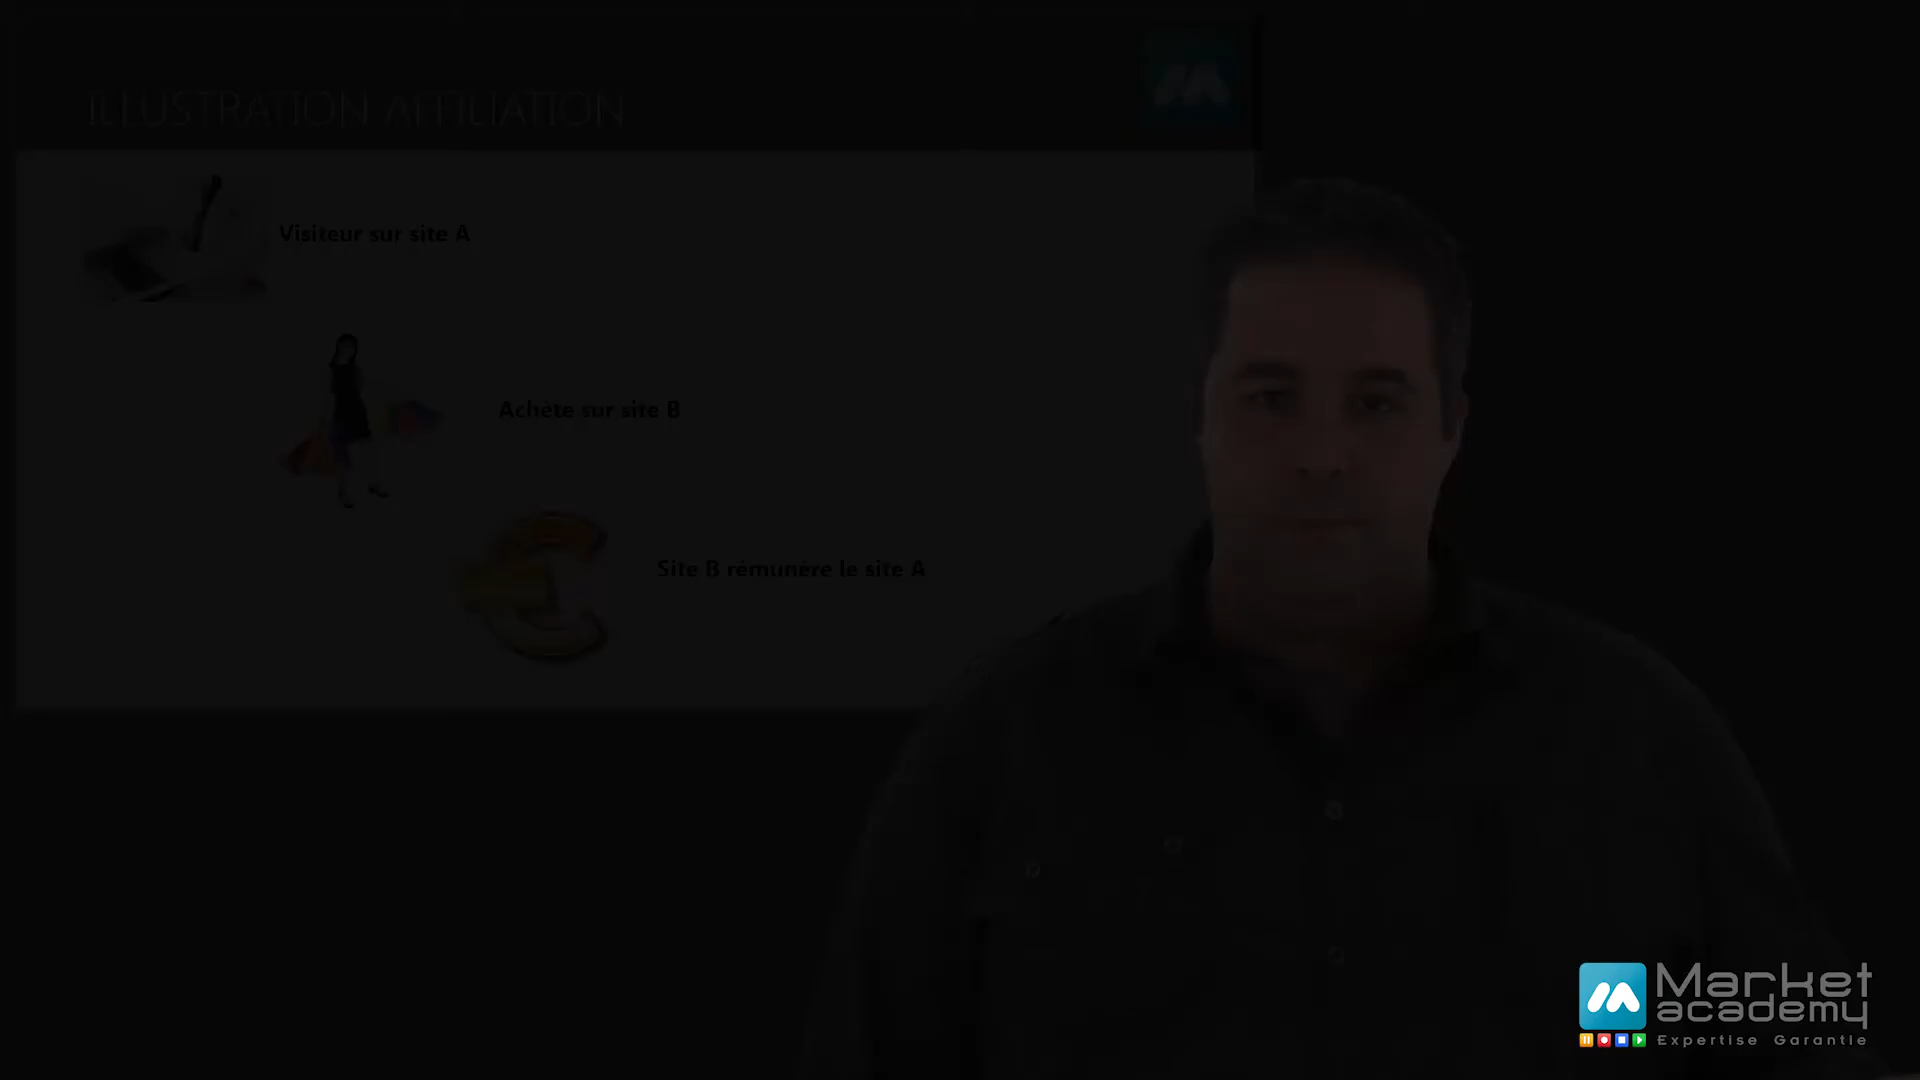 ILLUSTRATION AFFILIATION
Visiteur sur site A
Achète sur site B
Site B rémunère le site A
Market
academy
Expertise Garantie